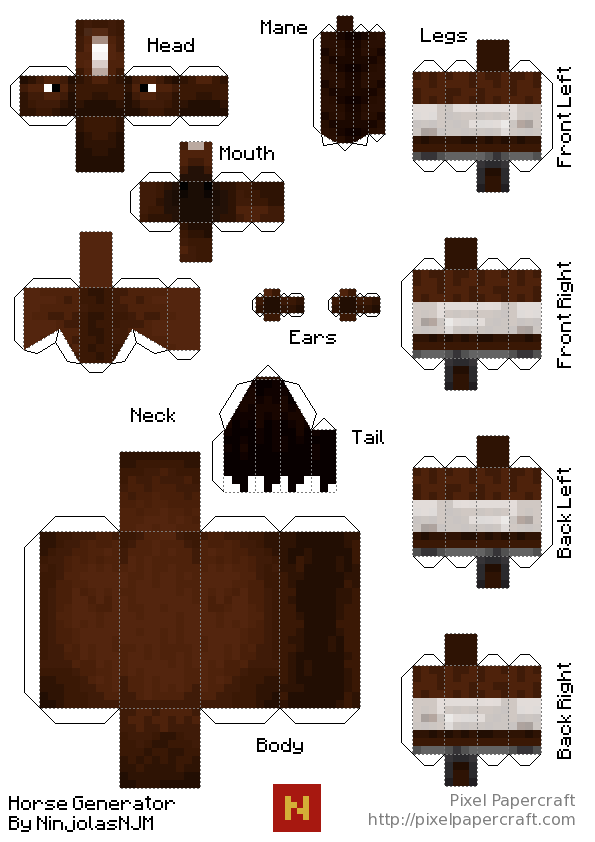 Head
Mane
Legs
Front Left
Mouth
Front Right
Ears
Neck
Tail
Back Left
Back Right
Body
Horse Generator
By NinjolasNJM
N
Pixel Papercraft
http://pixelpapercraft.com